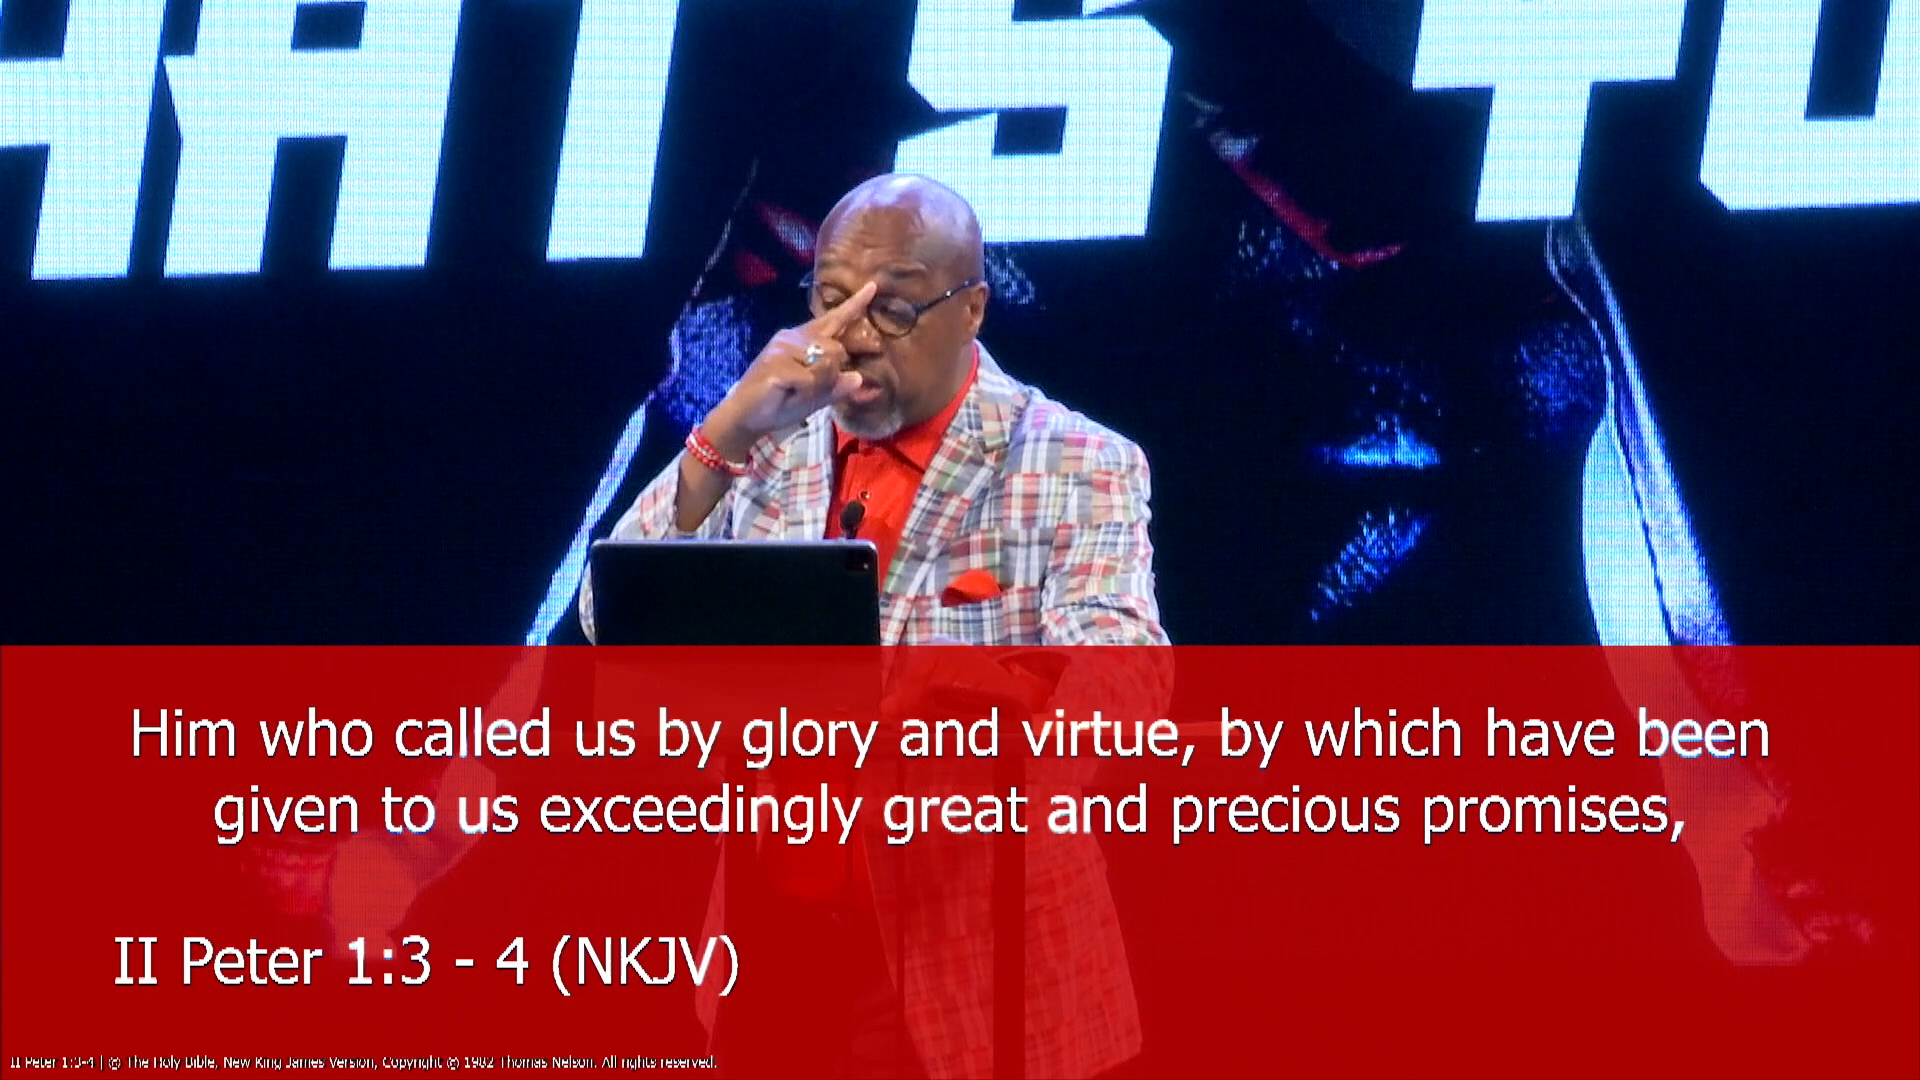 HAT'S YOU
Him who called us by glory and virtue, by which have been
given to us exceedingly great and precious promises,
II Peter 1:3 - 4 (NKJV)
II Peter 1:3-4 | © The Holy Bible, New King James Version, Copyright © 1982 Thomas Nelson. All rights reserved.